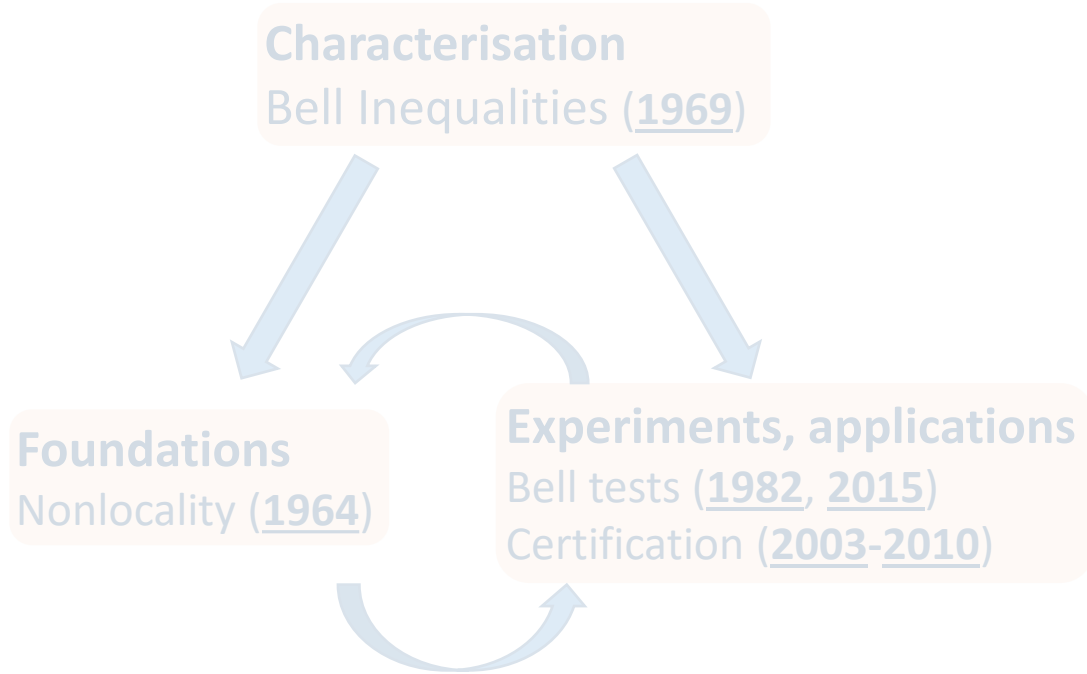 Characterisation
Bell Inequalities (1969)
Foundations
Nonlocality (1964)
Experiments, applications
Bell tests (1982, 2015)
Certification (2003-2010)